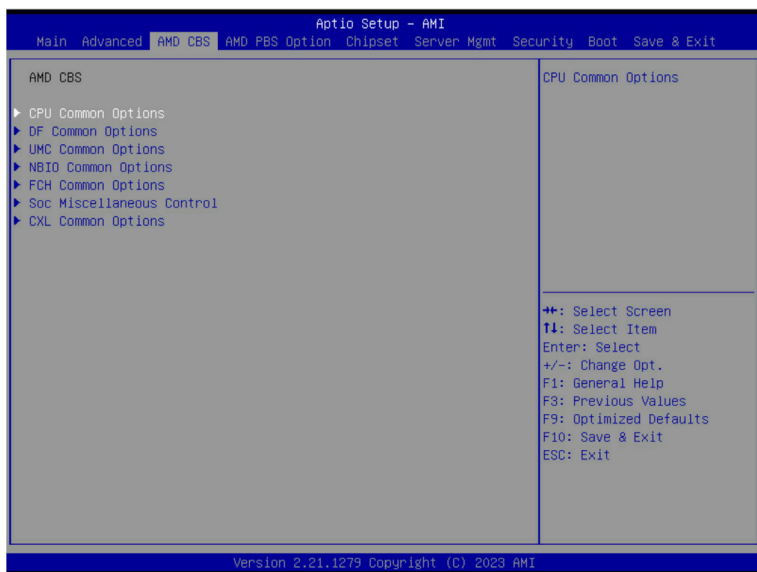 Aptio Setup - AMI
Main Advanced AMD CBS AMD PBS Option Chipset Server Mgmt Security Boot Save & Exit
AMD CBS
CPU Common Options
DF Common Options
UMC Common Options
NBIO Common Options
FCH Common Options
Soc Miscellaneous Control
CXL Common Options
CPU Common Options
→←: Select Screen
↑↓: Select Item
Enter: Select
+/-: Change Opt.
F1: General Help
F3: Previous Values
F9: Optimized Defaults
F10: Save & Exit
ESC: Exit
Version 2.21.1279 Copyright (C) 2023 AMI